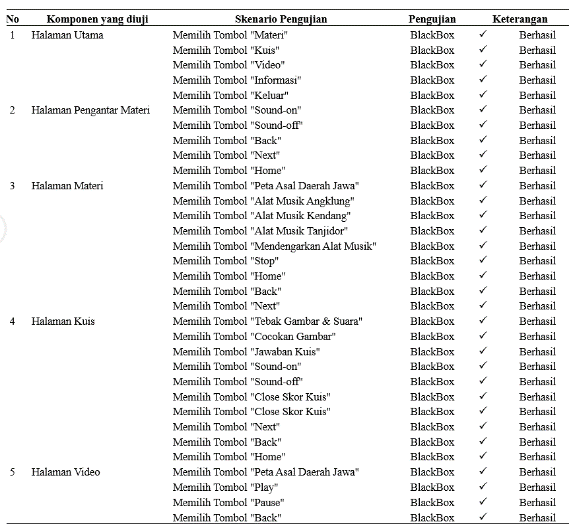 No Komponen yang diuji Skenario Pengujian Pengujian Keterangan
1 Halaman Utama Memilih Tombol "Materi" BlackBox ✓ Berhasil
Memilih Tombol "Kuis" BlackBox ✓ Berhasil
Memilih Tombol "Video" BlackBox ✓ Berhasil
Memilih Tombol "Informasi" BlackBox ✓ Berhasil
Memilih Tombol "Keluar" BlackBox ✓ Berhasil
2 Halaman Pengantar Materi Memilih Tombol "Sound-on" BlackBox ✓ Berhasil
Memilih Tombol "Sound-off" BlackBox ✓ Berhasil
Memilih Tombol "Back" BlackBox ✓ Berhasil
Memilih Tombol "Next" BlackBox ✓ Berhasil
Memilih Tombol "Home" BlackBox ✓ Berhasil
3 Halaman Materi Memilih Tombol "Peta Asal Daerah Jawa" BlackBox ✓ Berhasil
Memilih Tombol "Alat Musik Angklung" BlackBox ✓ Berhasil
Memilih Tombol "Alat Musik Kendang" BlackBox ✓ Berhasil
Memilih Tombol "Alat Musik Tanjidor" BlackBox ✓ Berhasil
Memilih Tombol "Mendengarkan Alat Musik" BlackBox ✓ Berhasil
Memilih Tombol "Stop" BlackBox ✓ Berhasil
Memilih Tombol "Home" BlackBox ✓ Berhasil
Memilih Tombol "Back" BlackBox ✓ Berhasil
Memilih Tombol "Next" BlackBox ✓ Berhasil
4 Halaman Kuis Memilih Tombol "Tebak Gambar & Suara" BlackBox ✓ Berhasil
Memilih Tombol "Cocokan Gambar" BlackBox ✓ Berhasil
Memilih Tombol "Jawaban Kuis" BlackBox ✓ Berhasil
Memilih Tombol "Sound-on" BlackBox ✓ Berhasil
Memilih Tombol "Sound-off" BlackBox ✓ Berhasil
Memilih Tombol "Close Skor Kuis" BlackBox ✓ Berhasil
Memilih Tombol "Close Skor Kuis" BlackBox ✓ Berhasil
Memilih Tombol "Next" BlackBox ✓ Berhasil
Memilih Tombol "Back" BlackBox ✓ Berhasil
Memilih Tombol "Home" BlackBox ✓ Berhasil
5 Halaman Video Memilih Tombol "Peta Asal Daerah Jawa" BlackBox ✓ Berhasil
Memilih Tombol "Play" BlackBox ✓ Berhasil
Memilih Tombol "Pause" BlackBox ✓ Berhasil
Memilih Tombol "Back" BlackBox ✓ Berhasil